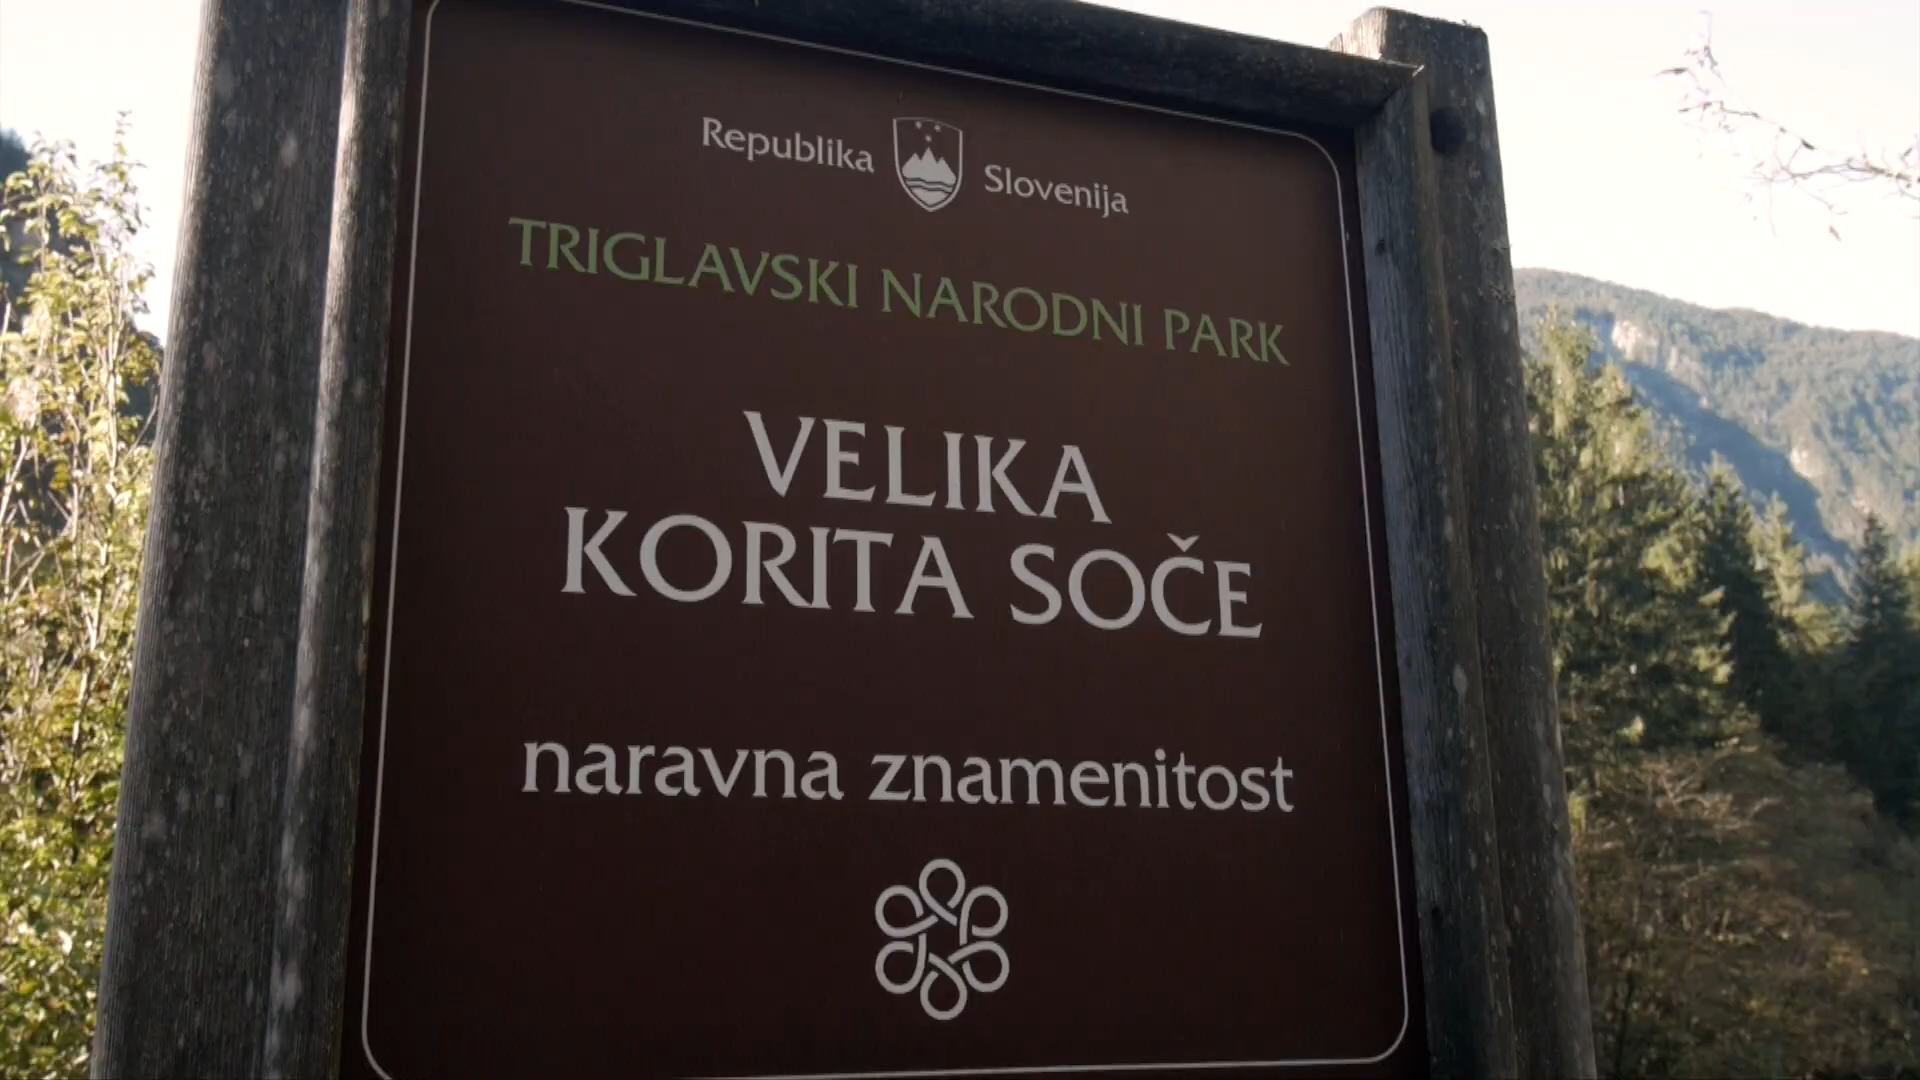 Republika Slovenija
TRIGLAVSKI NARODNI PARK
VELIKA
KORITA SOČE
naravna znamenitost